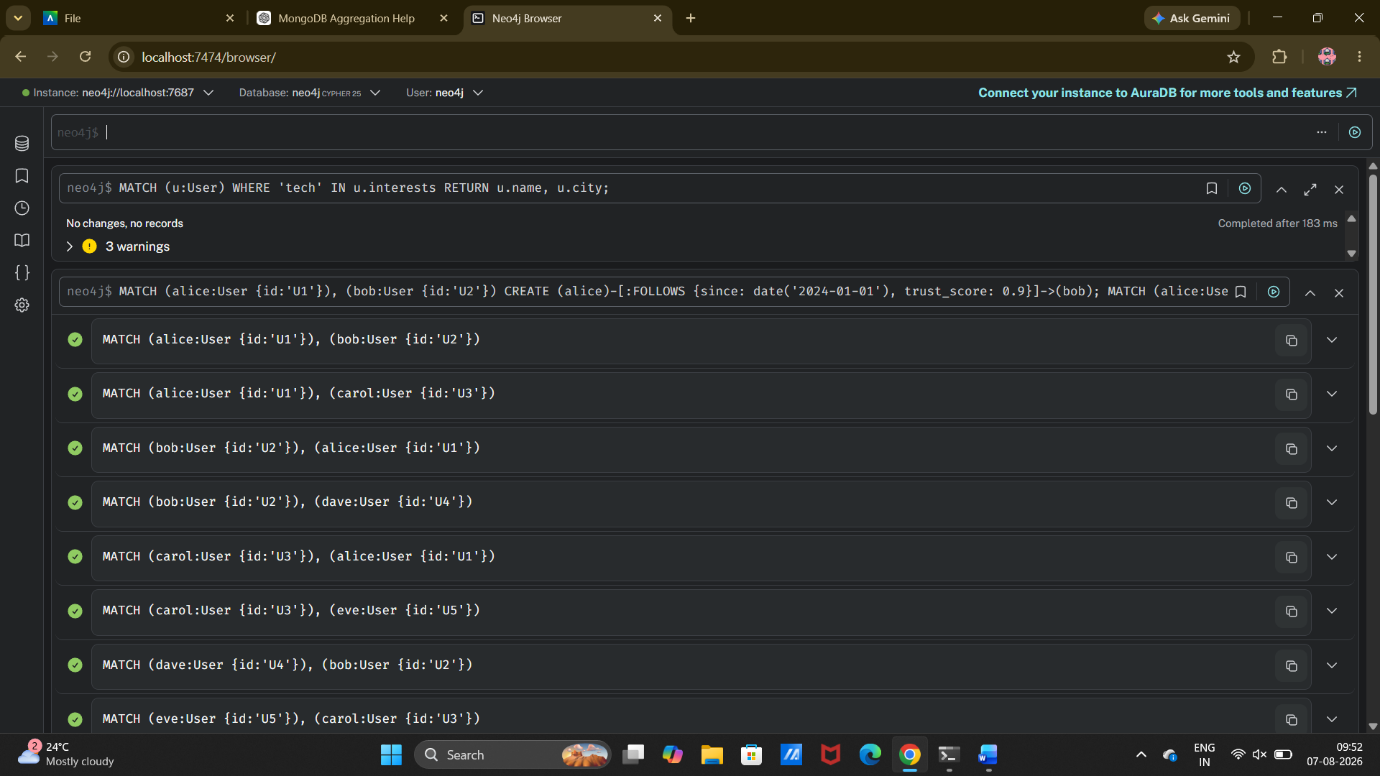 File
MongoDB Aggregation Help
Neo4j Browser
Ask Gemini
localhost:7474/browser/
Instance: neo4j://localhost:7687
Database: neo4j CYPHER 25
User: neo4j
Connect your instance to AuraDB for more tools and features
neo4j$
neo4j$ MATCH (u:User) WHERE 'tech' IN u.interests RETURN u.name, u.city;
No changes, no records
Completed after 183 ms
3 warnings
neo4j$ MATCH (alice:User {id:'U1'}), (bob:User {id:'U2'}) CREATE (alice)-[:FOLLOWS {since: date('2024-01-01'), trust_score: 0.9}]->(bob); MATCH (alice:Use
MATCH (alice:User {id:'U1'}), (bob:User {id:'U2'})
MATCH (alice:User {id:'U1'}), (carol:User {id:'U3'})
MATCH (bob:User {id:'U2'}), (alice:User {id:'U1'})
MATCH (bob:User {id:'U2'}), (dave:User {id:'U4'})
MATCH (carol:User {id:'U3'}), (alice:User {id:'U1'})
MATCH (carol:User {id:'U3'}), (eve:User {id:'U5'})
MATCH (dave:User {id:'U4'}), (bob:User {id:'U2'})
MATCH (eve:User {id:'U5'}), (carol:User {id:'U3'})
2
24°C
Mostly cloudy
Search
ENG
IN
09:52
07-08-2026